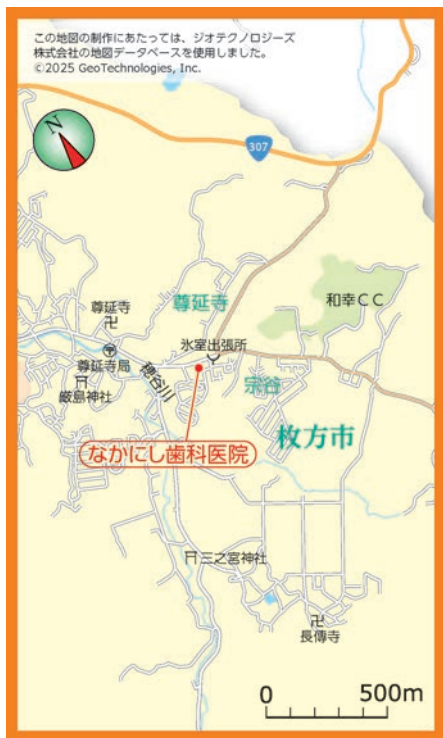 この地図の制作にあたっては、ジオテクノロジーズ
株式会社の地図データベースを使用しました。
©2025 GeoTechnologies, Inc.
N
307
尊延寺
尊延寺
和幸CC
氷室出張所
尊延寺局
穂谷川
厳島神社
宗谷
枚方市
なかにし歯科医院
三之宮神社
長傳寺
0 500m